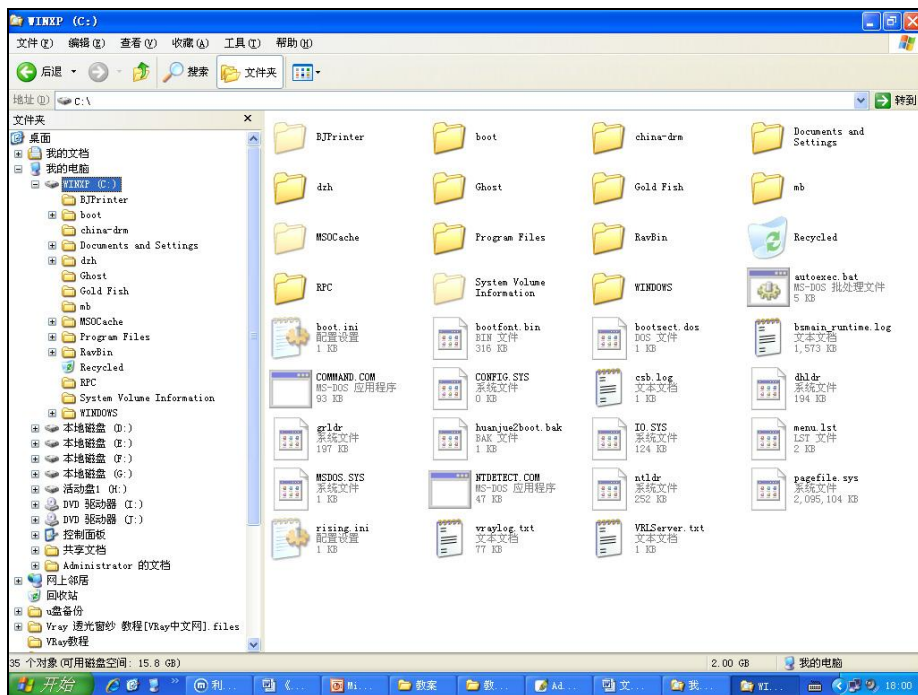 WINXP (C:)
文件(F) 编辑(E) 查看(V) 收藏(A) 工具(T) 帮助(H)
后退 搜索 文件夹
地址(D) C:\ 转到
文件夹
桌面
我的文档
我的电脑
WINXP (C:)
BJPrinter
boot
china-drm
Documents and Settings
dzh
Ghost
Gold Fish
mb
MSOCache
Program Files
RavBin
Recycled
RPC
System Volume Information
WINDOWS
本地磁盘 (D:)
本地磁盘 (E:)
本地磁盘 (F:)
本地磁盘 (G:)
活动盘1 (H:)
DVD 驱动器 (I:)
DVD 驱动器 (J:)
控制面板
共享文档
Administrator 的文档
网上邻居
回收站
u盘备份
Vray 透光窗纱 教程[VRay中文网].files
VRay教程
BJPrinter
boot
china-drm
Documents and
Settings
dzh
Ghost
Gold Fish
mb
MSOCache
Program Files
RavBin
Recycled
RPC
System Volume
Information
WINDOWS
autoexec.bat
MS-DOS 批处理文件
5 KB
boot.ini
配置设置
1 KB
bootfont.bin
BIN 文件
316 KB
bootsect.dos
DOS 文件
1 KB
bsmain_runtime.log
文本文档
1,573 KB
COMMAND.COM
MS-DOS 应用程序
93 KB
CONFIG.SYS
系统文件
0 KB
csb.log
文本文档
1 KB
dhldr
系统文件
194 KB
grldr
系统文件
197 KB
huanjue2boot.bak
BAK 文件
1 KB
IO.SYS
系统文件
124 KB
menu.lst
LST 文件
2 KB
MSDOS.SYS
系统文件
1 KB
NTDETECT.COM
MS-DOS 应用程序
47 KB
ntldr
系统文件
252 KB
pagefile.sys
系统文件
2,095,104 KB
rising.ini
配置设置
1 KB
vraylog.txt
文本文档
77 KB
VRLServer.txt
文本文档
1 KB
35 个对象(可用磁盘空间: 15.8 GB) 2.00 GB 我的电脑
开始 利... 《... Mi... 教案 教... Ad... 文... 我... WI... 18:00